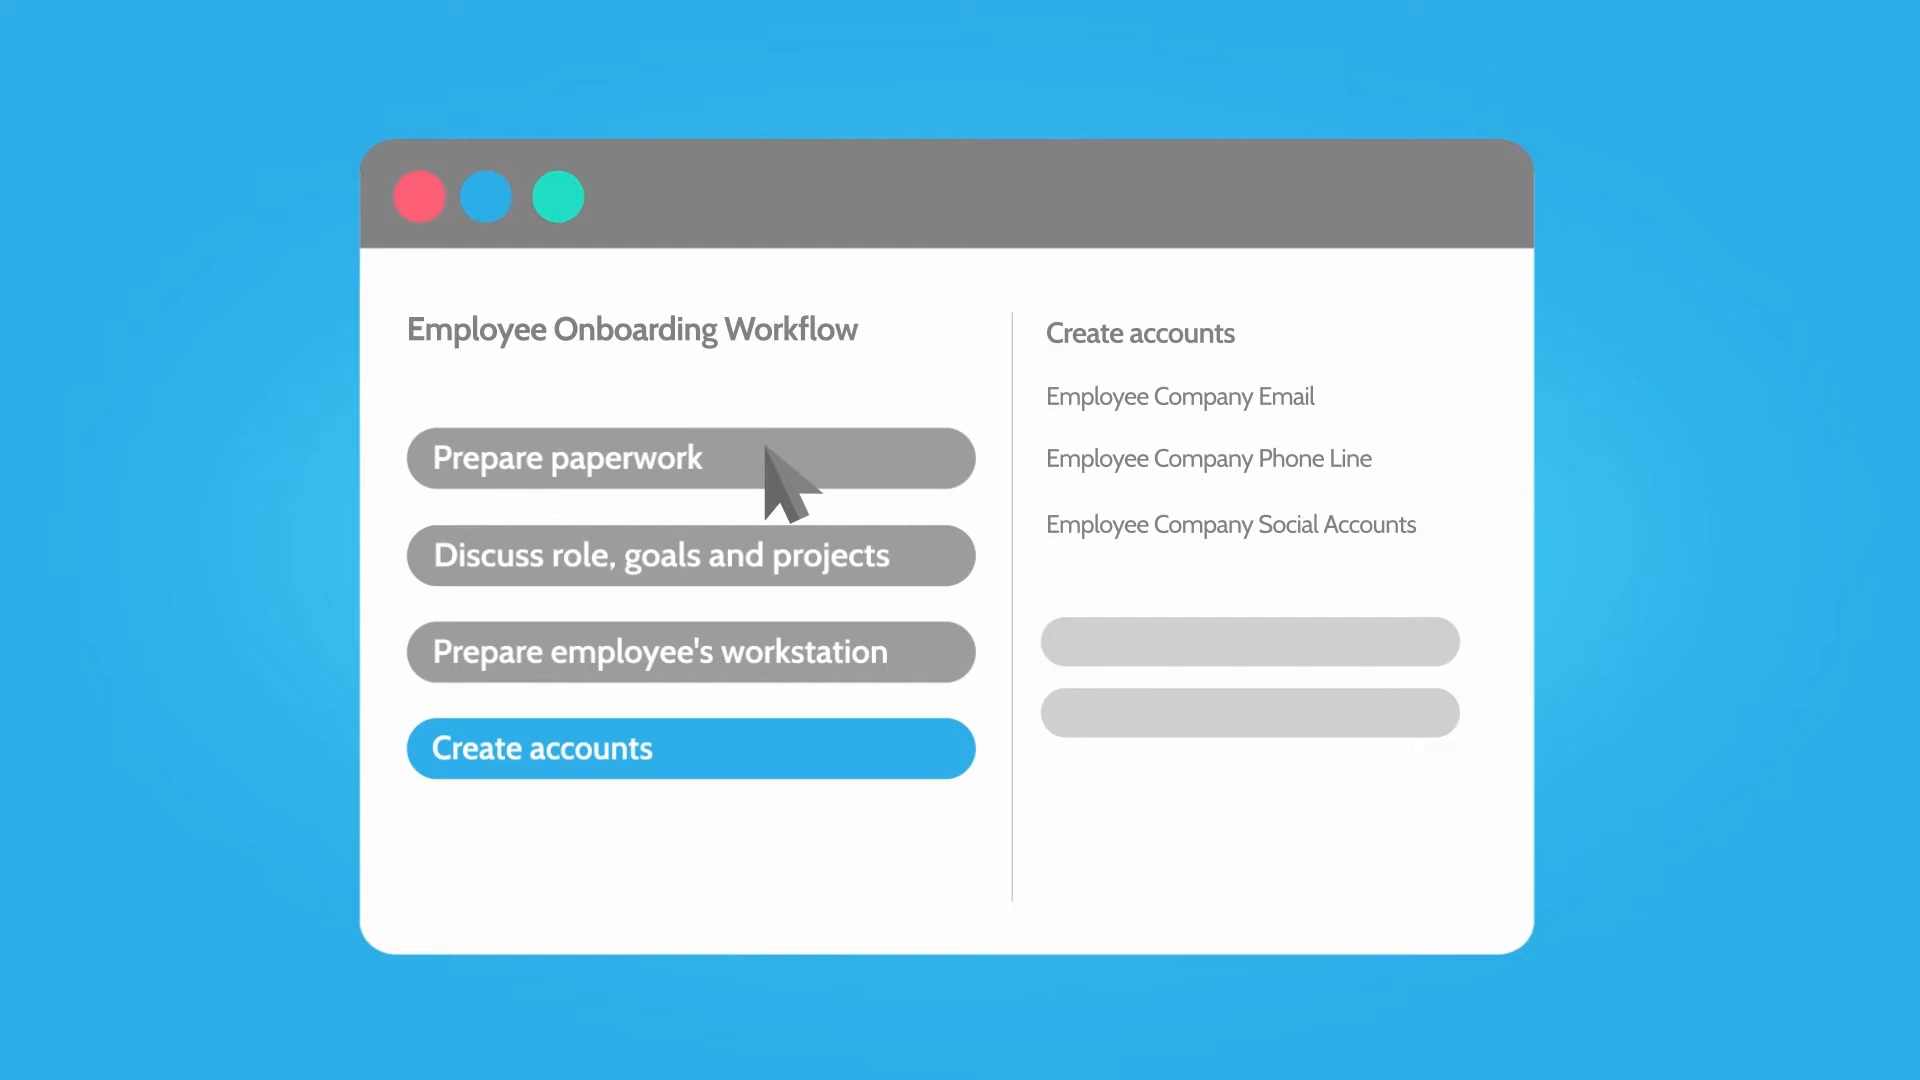 Employee Onboarding Workflow
Prepare paperwork
Discuss role, goals and projects
Prepare employee's workstation
Create accounts
Create accounts
Employee Company Email
Employee Company Phone Line
Employee Company Social Accounts